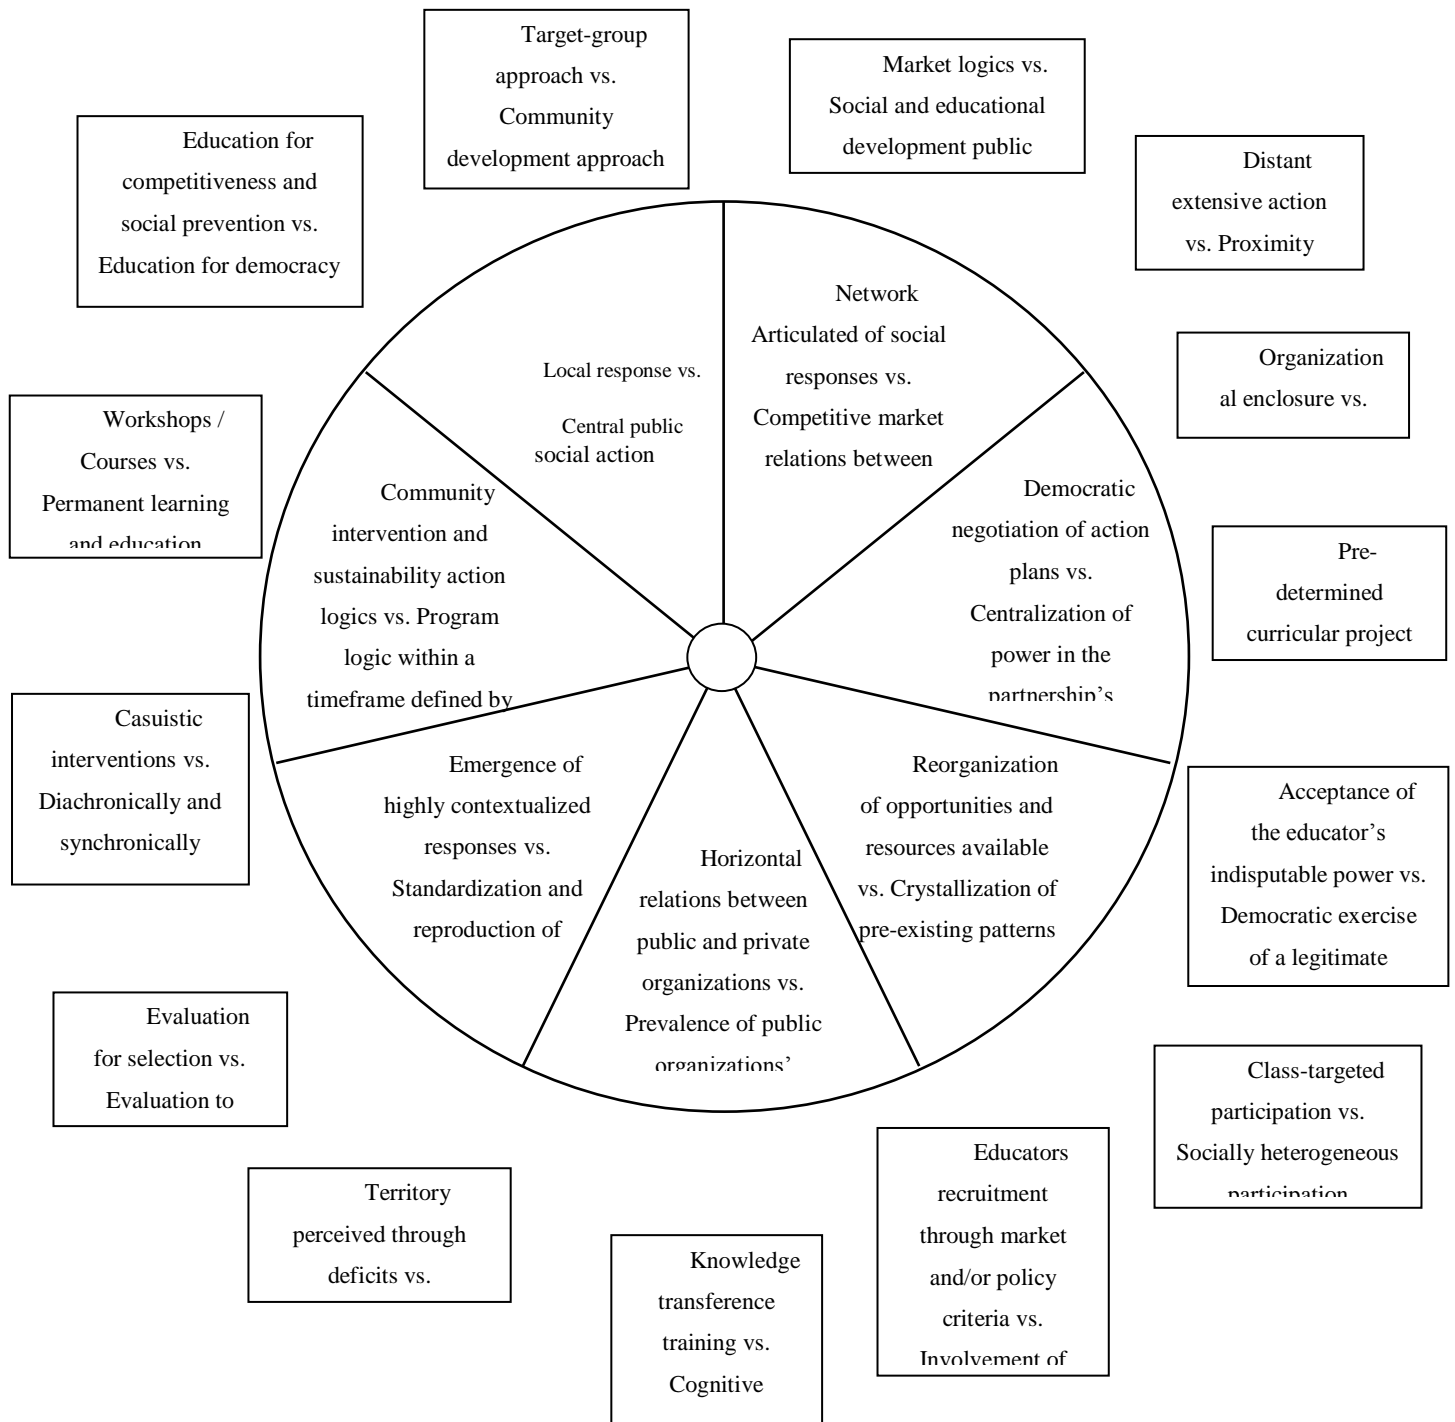 Target-group
approach vs.
Community
development approach
Market logics vs.
Social and educational
development public
Education for
competitiveness and
social prevention vs.
Education for democracy
Distant
extensive action
vs. Proximity
Organization
al enclosure vs.
Workshops /
Courses vs.
Permanent learning
and education
Pre-
determined
curricular project
Casuistic
interventions vs.
Diachronically and
synchronically
Acceptance of
the educator’s
indisputable power vs.
Democratic exercise
of a legitimate
Evaluation
for selection vs.
Evaluation to
Class-targeted
participation vs.
Socially heterogeneous
participation
Territory
perceived through
deficits vs.
Educators
recruitment
through market
and/or policy
criteria vs.
Involvement of
Knowledge
transference
training vs.
Cognitive
Local response vs.
Central public
social action
Network
Articulated of social
responses vs.
Competitive market
relations between
Democratic
negotiation of action
plans vs.
Centralization of
power in the
partnership’s
Reorganization
of opportunities and
resources available
vs. Crystallization of
pre-existing patterns
Horizontal
relations between
public and private
organizations vs.
Prevalence of public
organizations’
Emergence of
highly contextualized
responses vs.
Standardization and
reproduction of
Community
intervention and
sustainability action
logics vs. Program
logic within a
timeframe defined by